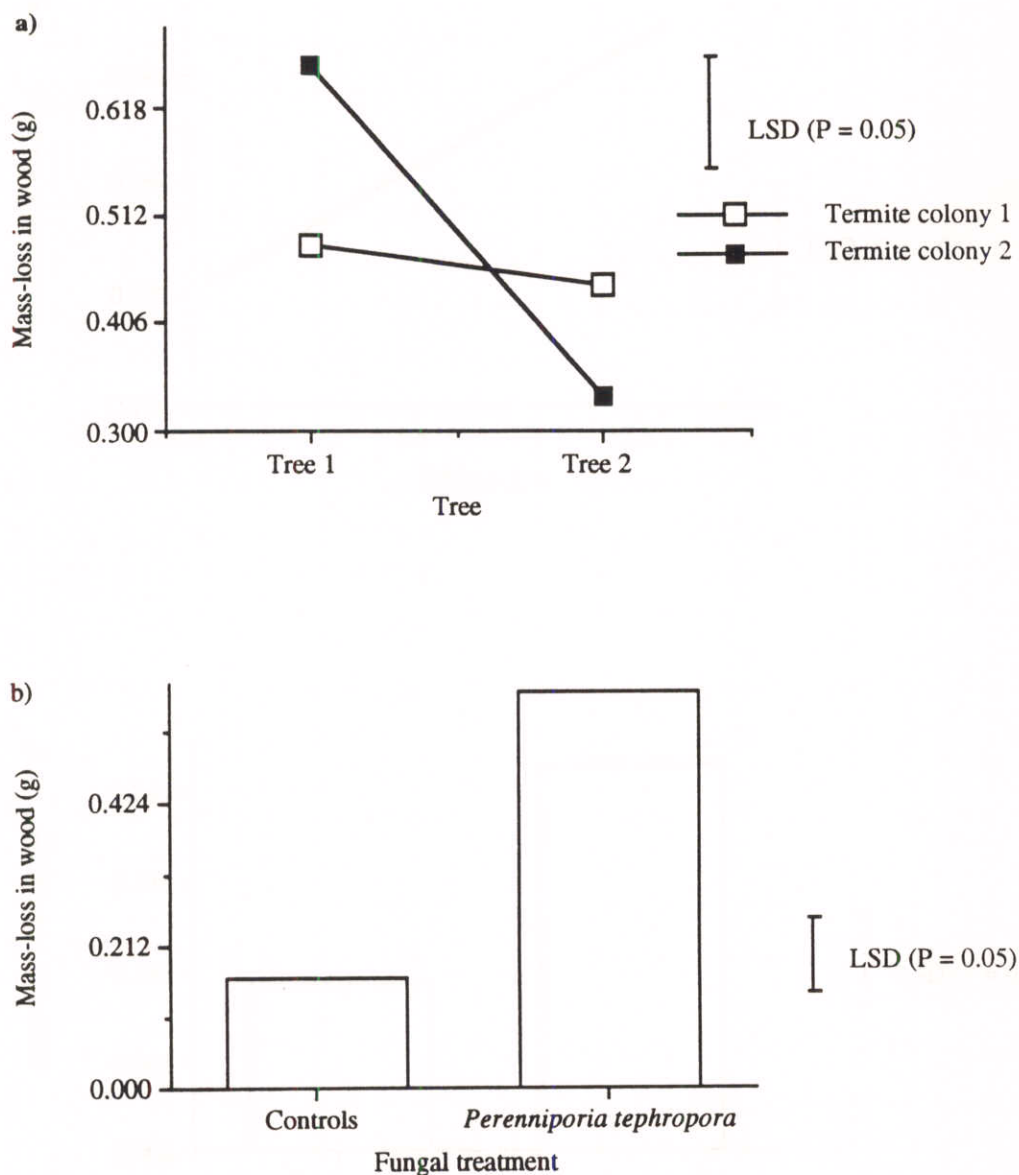 a)
Mass-loss in wood (g)
0.618
0.512
0.406
0.300
Tree 1
Tree 2
Tree
LSD (P = 0.05)
Termite colony 1
Termite colony 2
b)
Mass-loss in wood (g)
0.424
0.212
0.000
Controls
Perenniporia tephropora
Fungal treatment
LSD (P = 0.05)